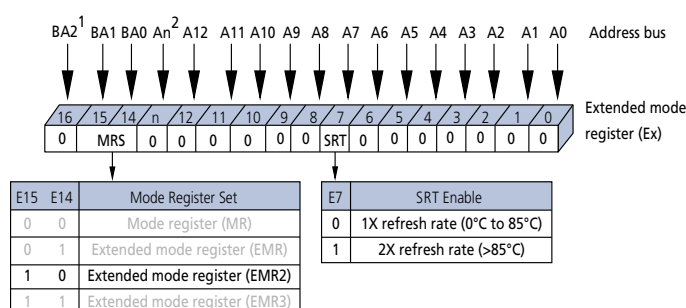 BA2¹ BA1 BA0 An² A12 A11 A10 A9 A8 A7 A6 A5 A4 A3 A2 A1 A0 Address bus
16 15 14 n 12 11 10 9 8 7 6 5 4 3 2 1 0 Extended mode
0 MRS 0 0 0 0 0 0 SRT 0 0 0 0 0 0 0 register (Ex)
E15 E14 Mode Register Set
0 0 Mode register (MR)
0 1 Extended mode register (EMR)
1 0 Extended mode register (EMR2)
1 1 Extended mode register (EMR3)
E7 SRT Enable
0 1X refresh rate (0°C to 85°C)
1 2X refresh rate (>85°C)